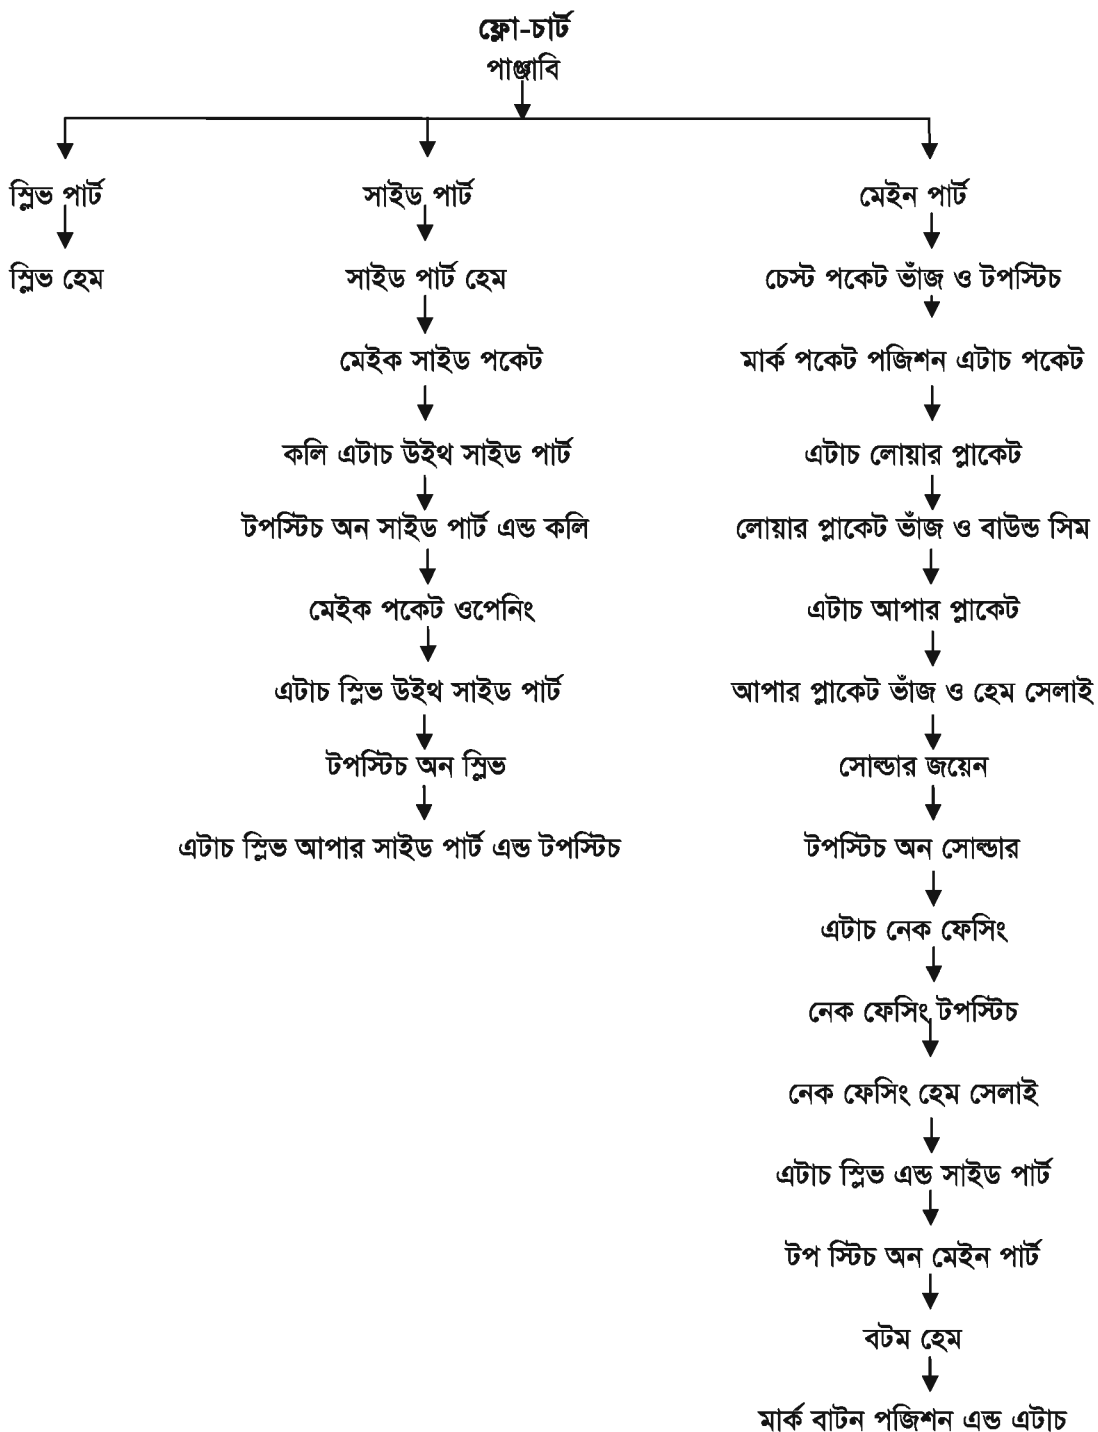 ফ্লো-চার্ট
পাঞ্জাবি
স্লিভ পার্ট
স্লিভ হেম
সাইড পার্ট
সাইড পার্ট হেম
মেইক সাইড পকেট
কলি এটাচ উইথ সাইড পার্ট
টপস্টিচ অন সাইড পার্ট এন্ড কলি
মেইক পকেট ওপেনিং
এটাচ স্লিভ উইথ সাইড পার্ট
টপস্টিচ অন স্লিভ
এটাচ স্লিভ আপার সাইড পার্ট এন্ড টপস্টিচ
মেইন পার্ট
চেস্ট পকেট ভাঁজ ও টপস্টিচ
মার্ক পকেট পজিশন এটাচ পকেট
এটাচ লোয়ার প্লাকেট
লোয়ার প্লাকেট ভাঁজ ও বাউন্ড সিম
এটাচ আপার প্লাকেট
আপার প্লাকেট ভাঁজ ও হেম সেলাই
সোল্ডার জয়েন
টপস্টিচ অন সোল্ডার
এটাচ নেক ফেসিং
নেক ফেসিং টপস্টিচ
নেক ফেসিং হেম সেলাই
এটাচ স্লিভ এন্ড সাইড পার্ট
টপ স্টিচ অন মেইন পার্ট
বটম হেম
মার্ক বাটন পজিশন এন্ড এটাচ